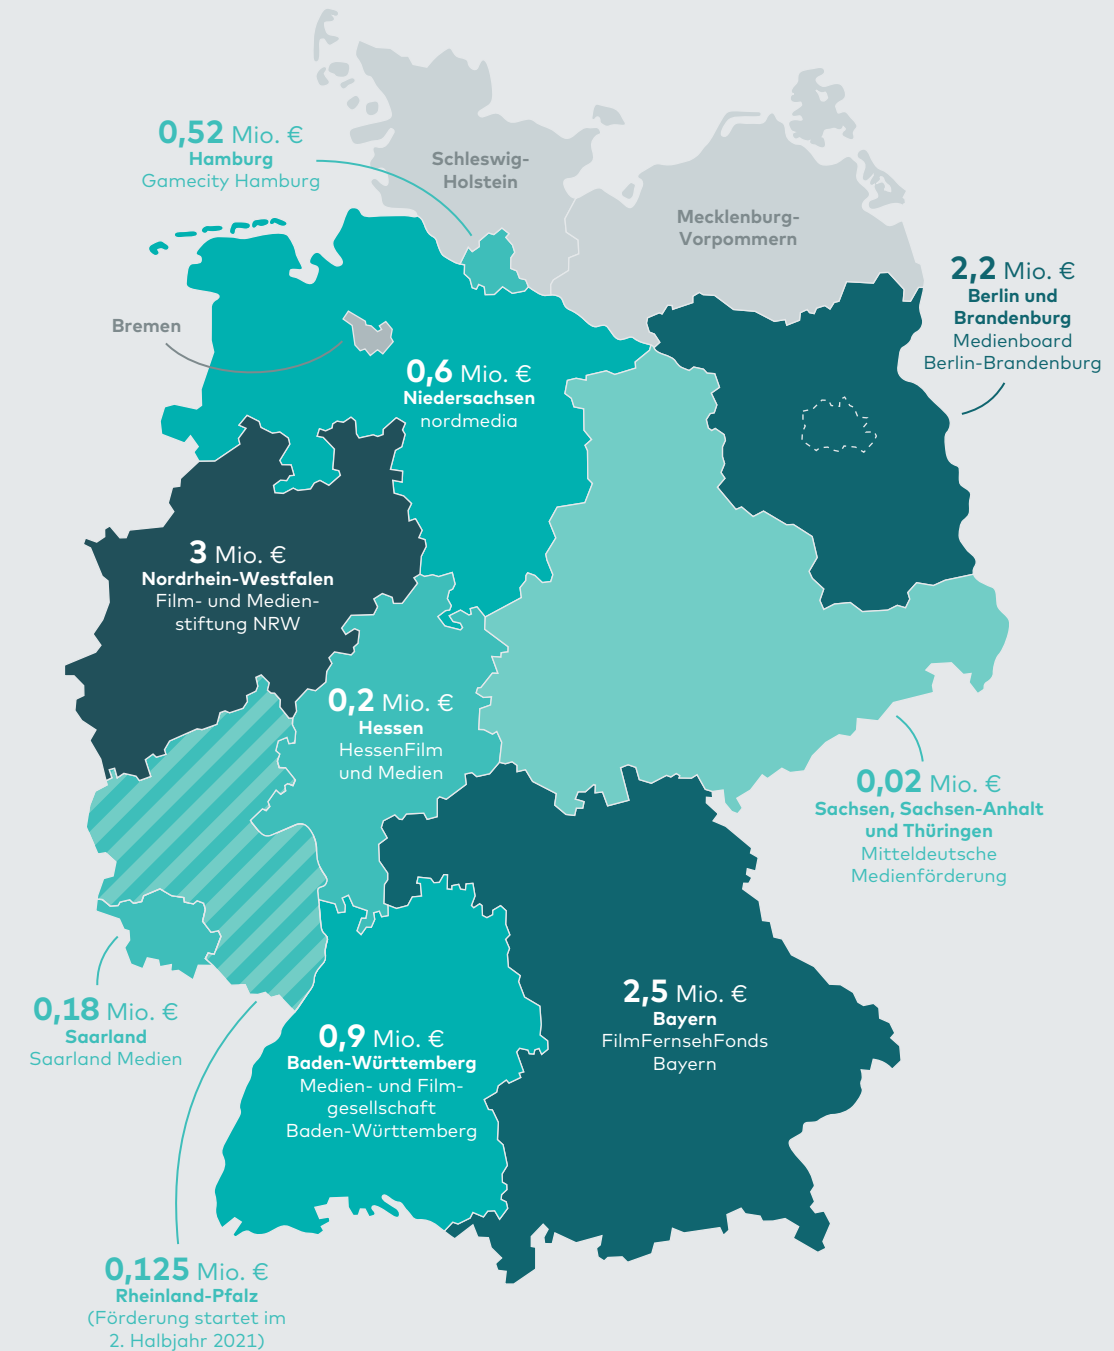 0,52 Mio. €
Hamburg
Gamecity Hamburg
Schleswig-
Holstein
Mecklenburg-
Vorpommern
2,2 Mio. €
Berlin und
Brandenburg
Medienboard
Berlin-Brandenburg
Bremen
0,6 Mio. €
Niedersachsen
nordmedia
3 Mio. €
Nordrhein-Westfalen
Film- und Medien-
stiftung NRW
0,2 Mio. €
Hessen
HessenFilm
und Medien
0,02 Mio. €
Sachsen, Sachsen-Anhalt
und Thüringen
Mitteldeutsche
Medienförderung
0,18 Mio. €
Saarland
Saarland Medien
0,9 Mio. €
Baden-Württemberg
Medien- und Film-
gesellschaft
Baden-Württemberg
2,5 Mio. €
Bayern
FilmFernsehFonds
Bayern
0,125 Mio. €
Rheinland-Pfalz
(Förderung startet im
2. Halbjahr 2021)